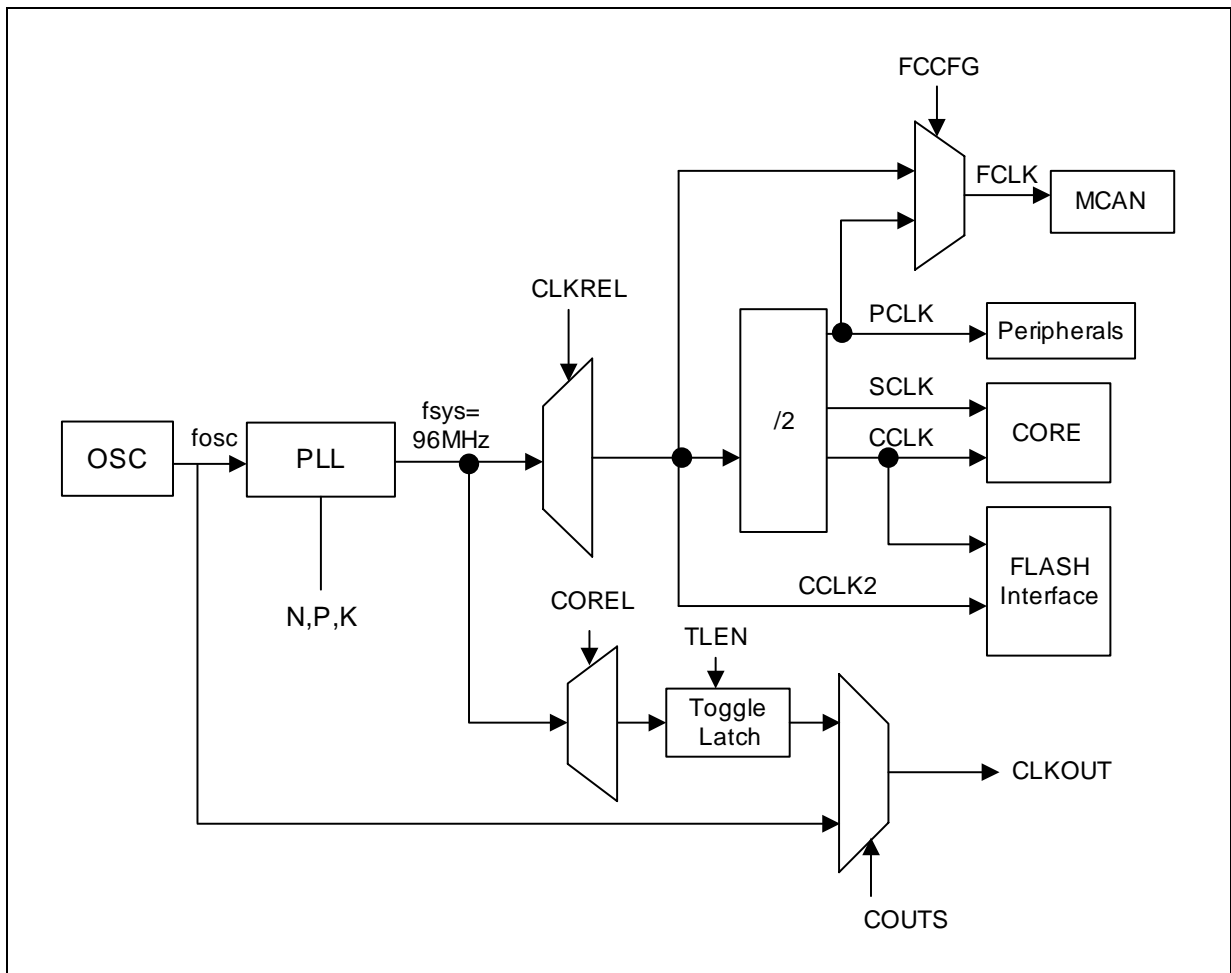 FCCFG
FCLK
MCAN
CLKREL
PCLK
Peripherals
SCLK
/2
CORE
CCLK
fsys=
96MHz
fosc
OSC
PLL
FLASH
Interface
CCLK2
COREL
N,P,K
TLEN
Toggle
Latch
CLKOUT
COUTS